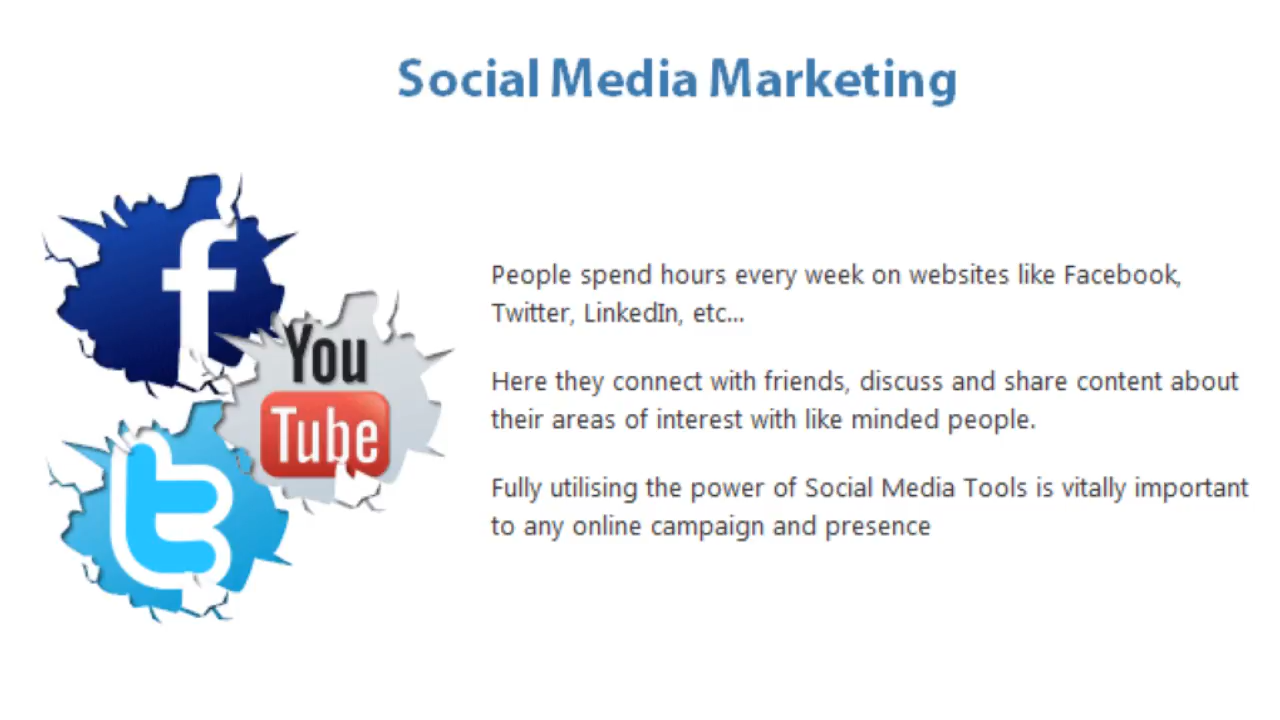 Social Media Marketing
f
You
Tube
t
People spend hours every week on websites like Facebook,
Twitter, LinkedIn, etc...
Here they connect with friends, discuss and share content about
their areas of interest with like minded people.
Fully utilising the power of Social Media Tools is vitally important
to any online campaign and presence